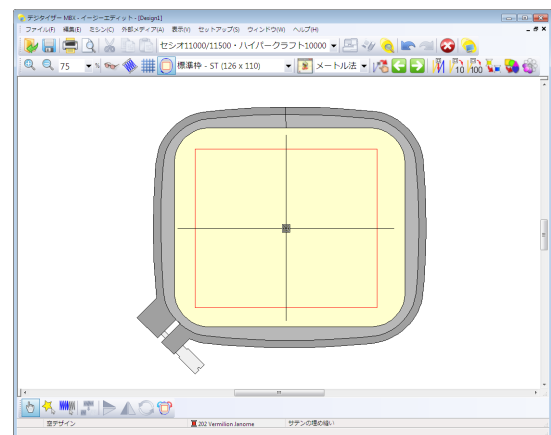 デジタイザー MBX - イージーエディット - [Design1]
ファイル(F) 編集(E) ミシン(C) 外部メディア(A) 表示(V) セットアップ(S) ウィンドウ(W) ヘルプ(H)
セシオ11000/11500・ハイパークラフト10000
75 % 標準枠 - ST (126 x 110) メートル法 10 100
空デザイン 202 Vermilion Janome サテンの埋め縫い